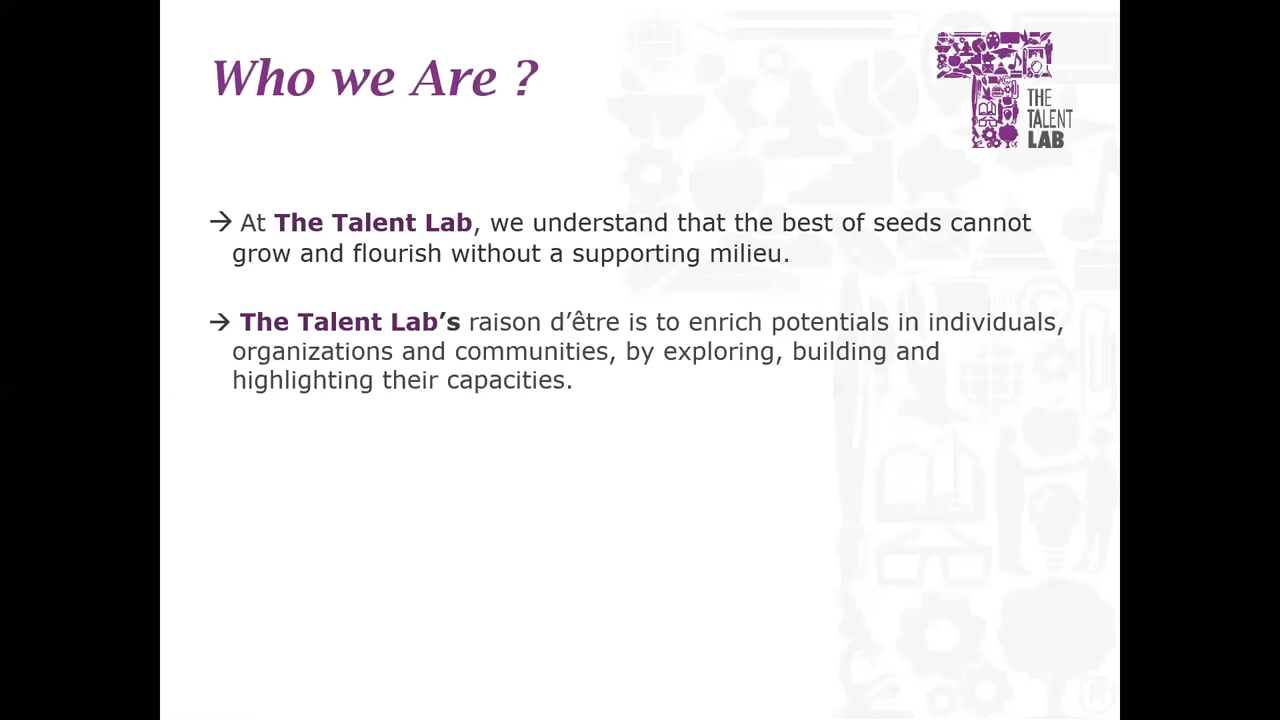 Who we Are ?
THE
TALENT
LAB
→ At The Talent Lab, we understand that the best of seeds cannot
grow and flourish without a supporting milieu.
→ The Talent Lab’s raison d’être is to enrich potentials in individuals,
organizations and communities, by exploring, building and
highlighting their capacities.